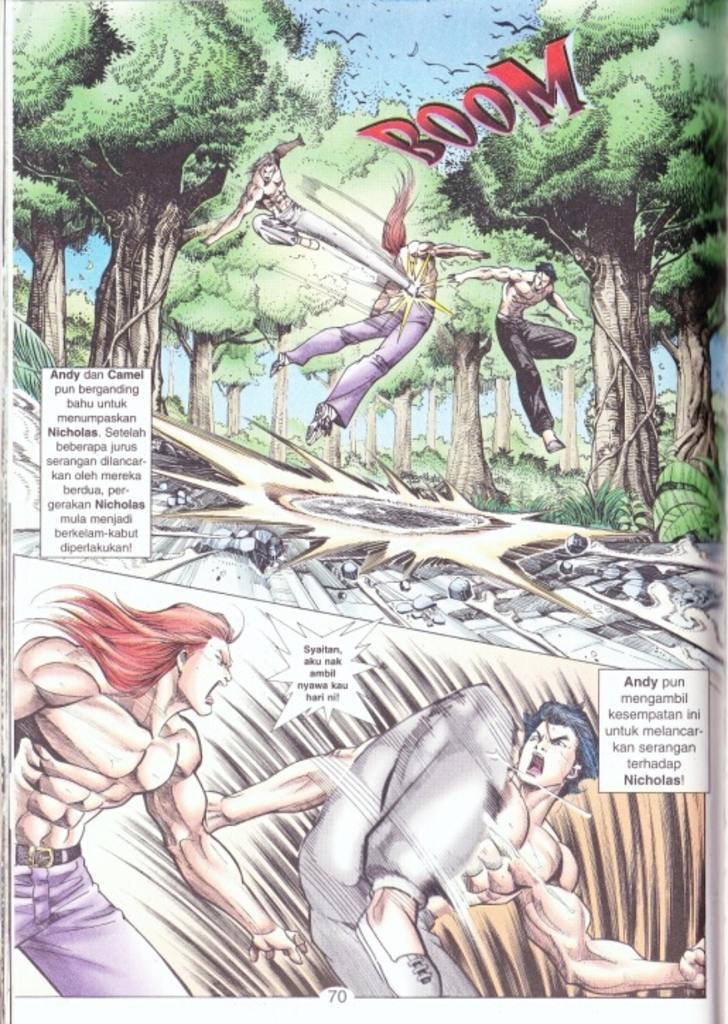 BOOM
Andy dan Camel
pun berganding
bahu untuk
menumpaskan
Nicholas. Setelah
beberapa jurus
serangan dilancar-
kan oleh mereka
berdua, per-
gerakan Nicholas
mula menjadi
berkelam-kabut
diperlakukan!
Syaitan,
aku nak
ambil
nyawa kau
hari ni!
Andy pun
mengambil
kesempatan ini
untuk melancar-
kan serangan
terhadap
Nicholas!
70